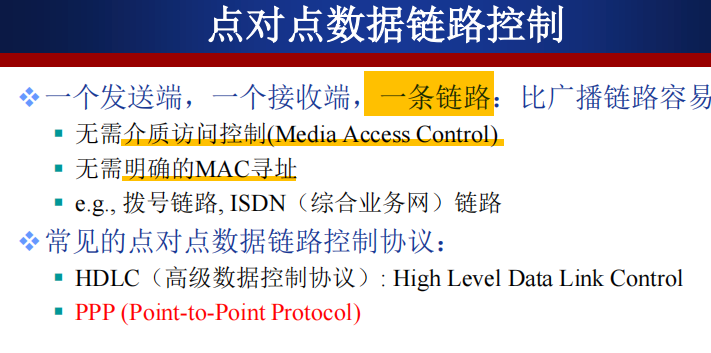 点对点数据链路控制
一个发送端，一个接收端，一条链路：比广播链路容易
无需介质访问控制(Media Access Control)
无需明确的MAC寻址
e.g., 拨号链路, ISDN（综合业务网）链路
常见的点对点数据链路控制协议：
HDLC（高级数据控制协议）: High Level Data Link Control
PPP (Point-to-Point Protocol)